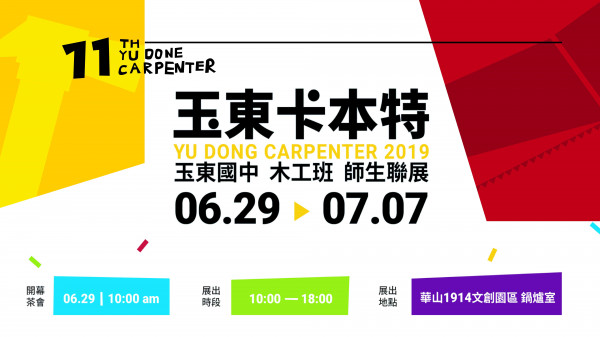 11 TH
YU DONE
CARPENTER
玉東卡本特
YU DONG CARPENTER 2019
玉東國中 木工班 師生聯展
06.29 ▶ 07.07
開幕
茶會
06.29 | 10:00 am
展出
時段
10:00 — 18:00
展出
地點
華山1914文創園區 鍋爐室